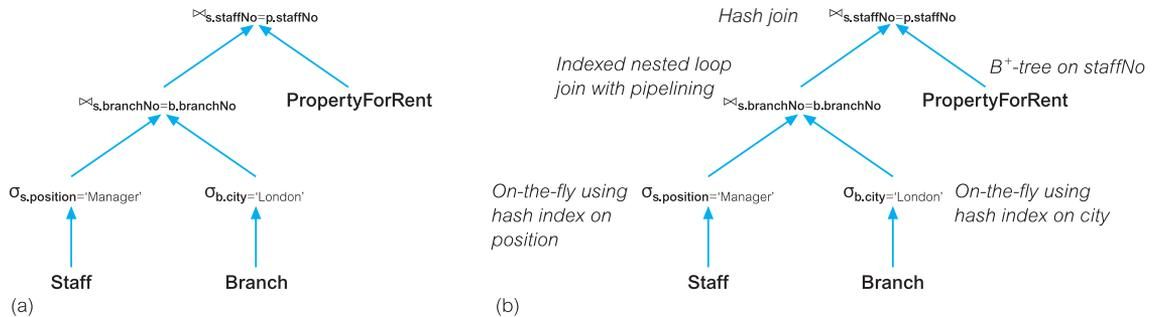 ⋈s.staffNo=p.staffNo
⋈s.branchNo=b.branchNo
PropertyForRent
σs.position=‘Manager’
σb.city=‘London’
Staff
Branch
(a)
Hash join
⋈s.staffNo=p.staffNo
Indexed nested loop
join with pipelining
B⁺-tree on staffNo
⋈s.branchNo=b.branchNo
PropertyForRent
On-the-fly using
hash index on
position
σs.position=‘Manager’
σb.city=‘London’
On-the-fly using
hash index on city
Staff
Branch
(b)